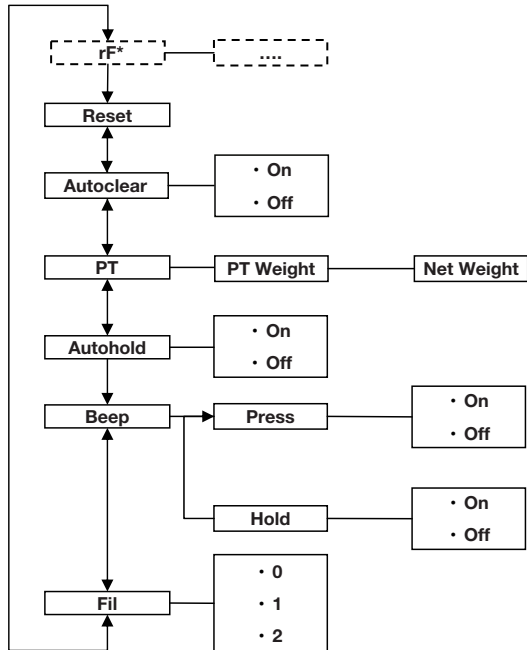 rF*
....
Reset
Autoclear
· On
· Off
PT
PT Weight
Net Weight
Autohold
· On
· Off
Beep
Press
· On
· Off
Hold
· On
· Off
Fil
· 0
· 1
· 2